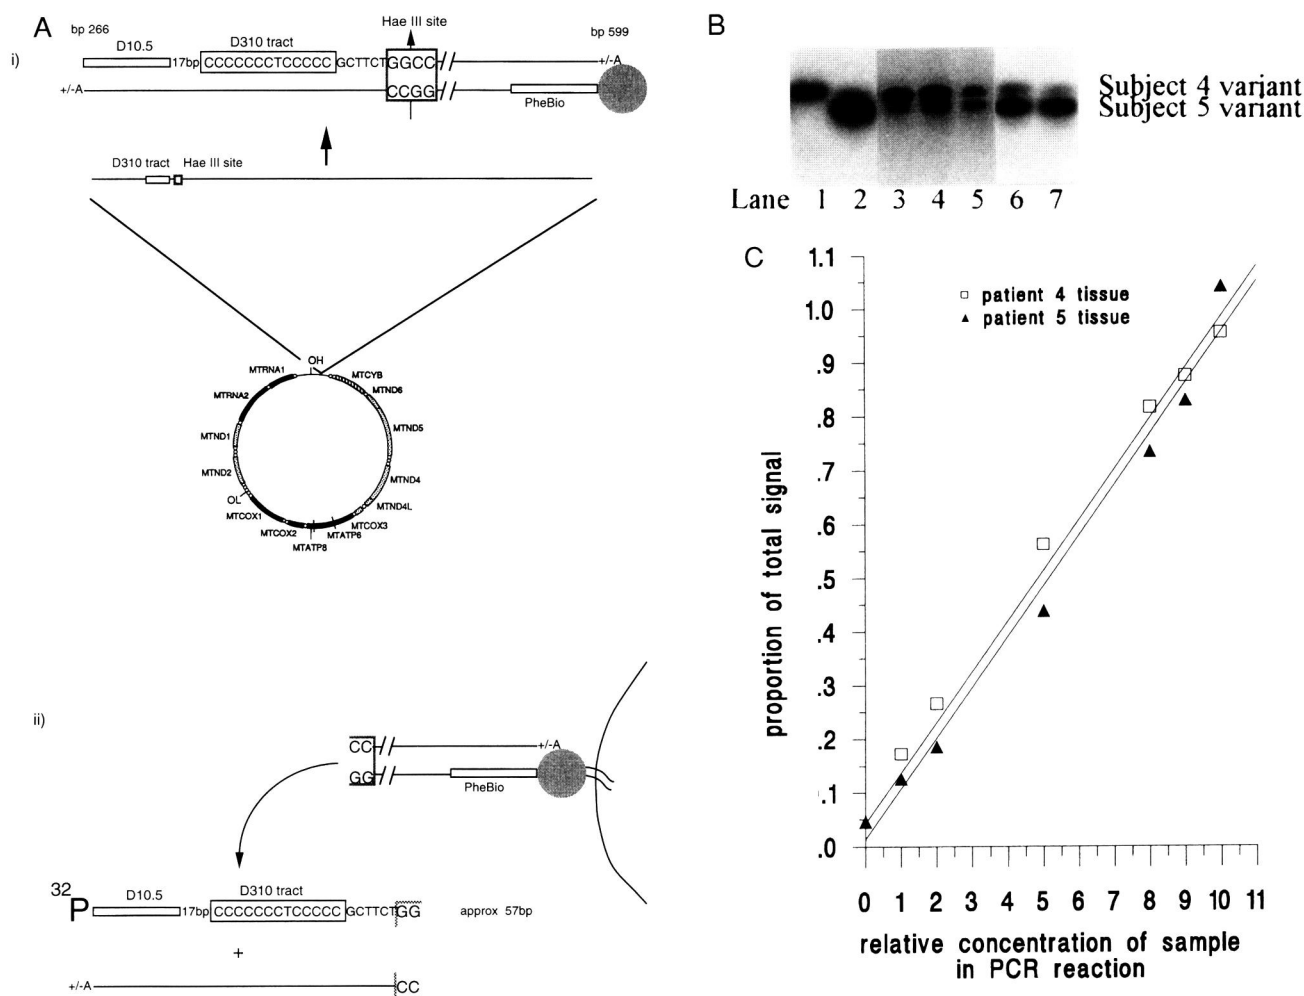 A
i)
bp 266
D10.5
17bp
D310 tract
CCCCCCCTCCCCC
GCTTCT
GGCC
Hae III site
bp 599
+/-A
+/-A
CCGG
PheBio
D310 tract
Hae III site
OH
MTRNA1
MTCYB
MTRNA2
MTND6
MTND1
MTND5
MTND2
MTND4
OL
MTND4L
MTCOX1
MTCOX3
MTCOX2
MTATP6
MTATP8
ii)
CC
+/-A
GG
PheBio
32
P
D10.5
17bp
D310 tract
CCCCCCCTCCCCC
GCTTCT
GG
approx 57bp
+
+/-A
CC
B
Subject 4 variant
Subject 5 variant
Lane 1 2 3 4 5 6 7
C
patient 4 tissue
patient 5 tissue
1.1
1.0
.9
.8
.7
.6
.5
.4
.3
.2
.1
.0
proportion of total signal
0 1 2 3 4 5 6 7 8 9 10 11
relative concentration of sample
in PCR reaction